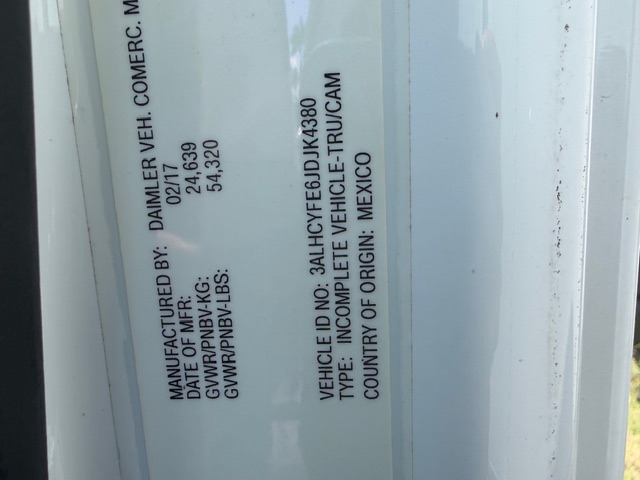 MANUFACTURED BY: DAIMLER VEH. COMERC. M
DATE OF MFR: 02/17
GVWR/PNBV-KG: 24,639
GVWR/PNBV-LBS: 54,320
VEHICLE ID NO: 3ALHCYFE6JDJK4380
TYPE: INCOMPLETE VEHICLE-TRU/CAM
COUNTRY OF ORIGIN: MEXICO